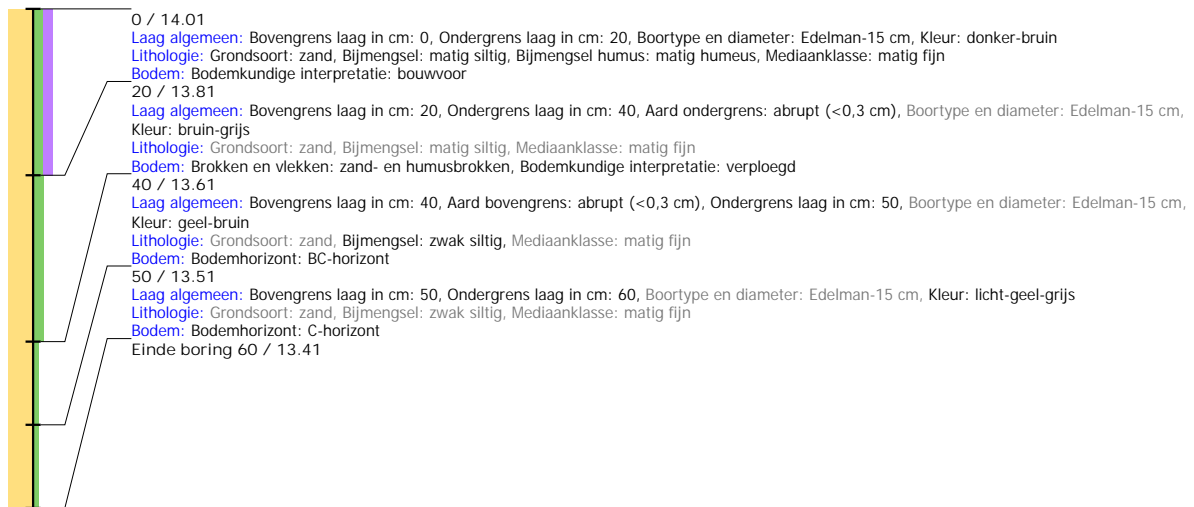 0 / 14.01
Laag algemeen: Bovengrens laag in cm: 0, Ondergrens laag in cm: 20, Boortype en diameter: Edelman-15 cm, Kleur: donker-bruin
Lithologie: Grondsoort: zand, Bijmengsel: matig siltig, Bijmengsel humus: matig humeus, Mediaanklasse: matig fijn
Bodem: Bodemkundige interpretatie: bouwvoor
20 / 13.81
Laag algemeen: Bovengrens laag in cm: 20, Ondergrens laag in cm: 40, Aard ondergrens: abrupt (<0,3 cm), Boortype en diameter: Edelman-15 cm,
Kleur: bruin-grijs
Lithologie: Grondsoort: zand, Bijmengsel: matig siltig, Mediaanklasse: matig fijn
Bodem: Brokken en vlekken: zand- en humusbrokken, Bodemkundige interpretatie: verploegd
40 / 13.61
Laag algemeen: Bovengrens laag in cm: 40, Aard bovengrens: abrupt (<0,3 cm), Ondergrens laag in cm: 50, Boortype en diameter: Edelman-15 cm,
Kleur: geel-bruin
Lithologie: Grondsoort: zand, Bijmengsel: zwak siltig, Mediaanklasse: matig fijn
Bodem: Bodemhorizont: BC-horizont
50 / 13.51
Laag algemeen: Bovengrens laag in cm: 50, Ondergrens laag in cm: 60, Boortype en diameter: Edelman-15 cm, Kleur: licht-geel-grijs
Lithologie: Grondsoort: zand, Bijmengsel: zwak siltig, Mediaanklasse: matig fijn
Bodem: Bodemhorizont: C-horizont
Einde boring 60 / 13.41